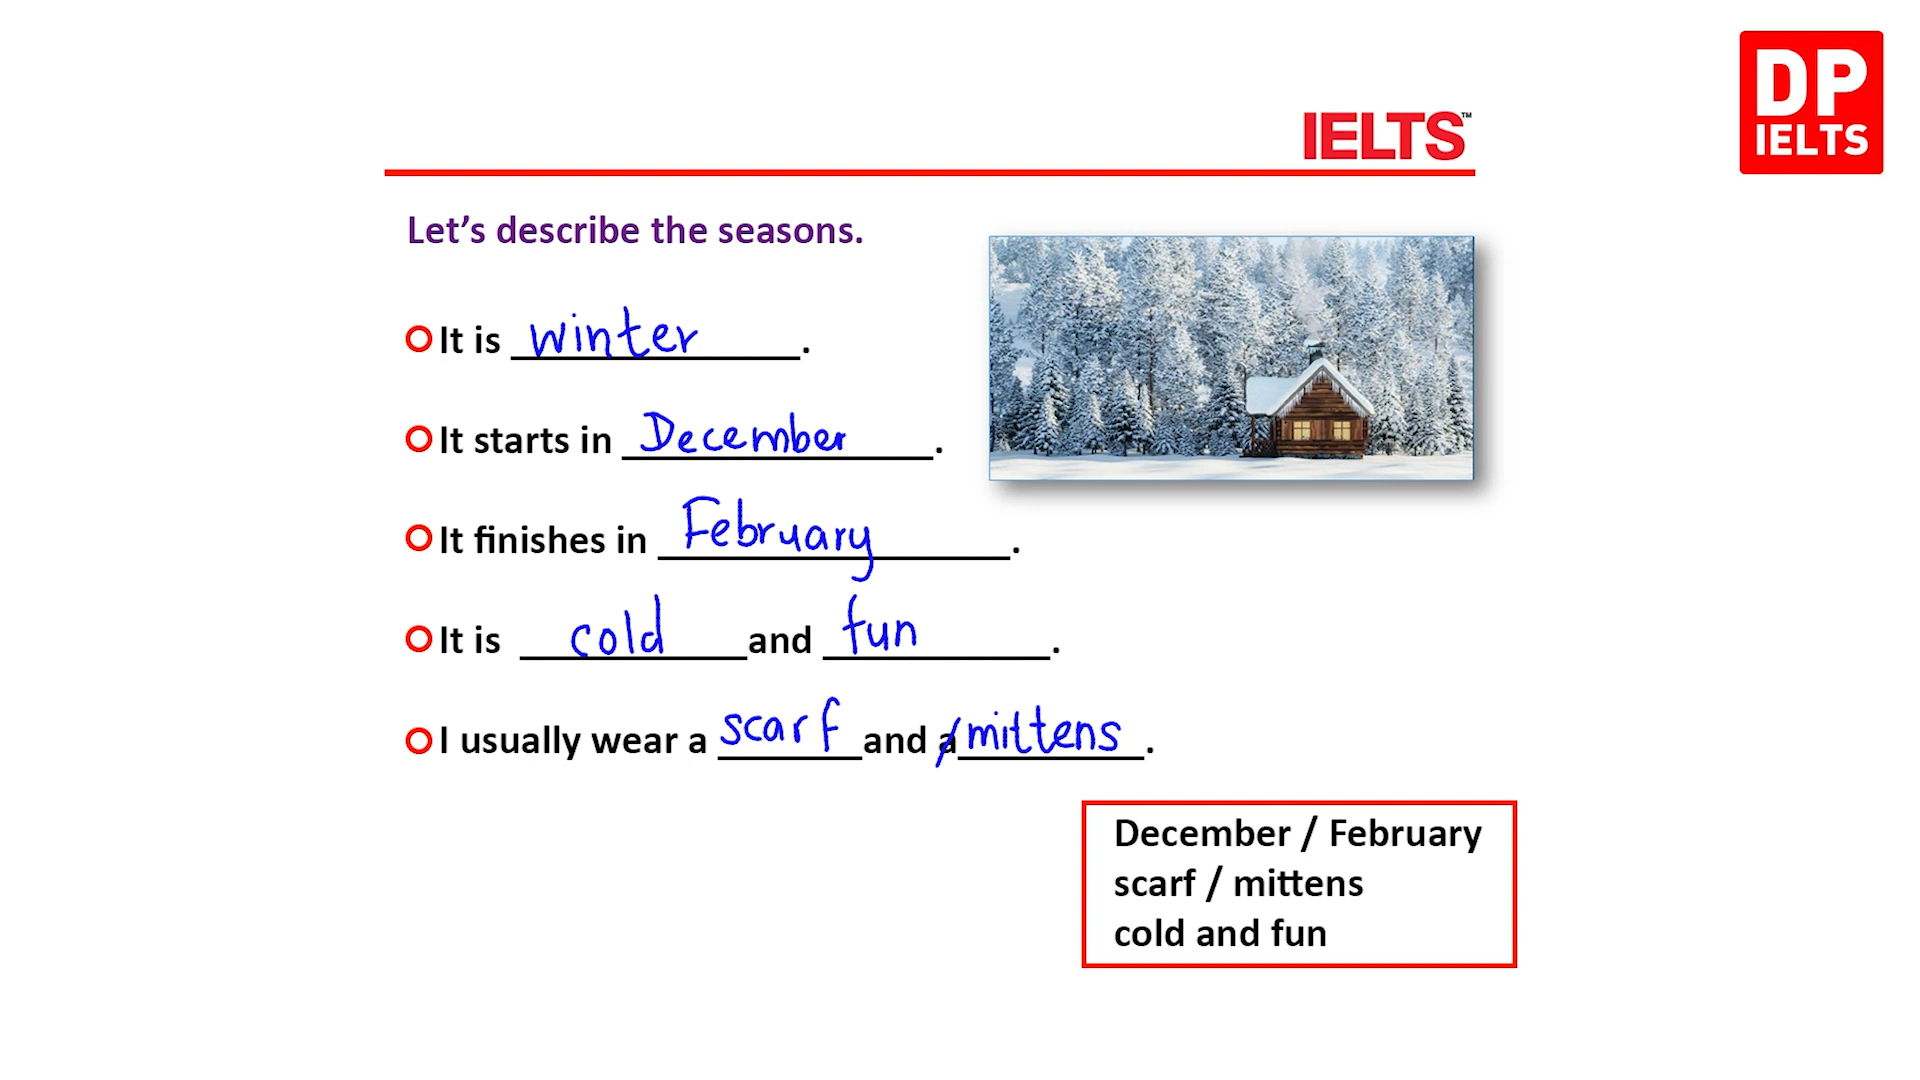 DP
IELTS
IELTS™
Let's describe the seasons.
It is winter.
It starts in December.
It finishes in February.
It is cold and fun.
I usually wear a scarf and a mittens.
December / February
scarf / mittens
cold and fun